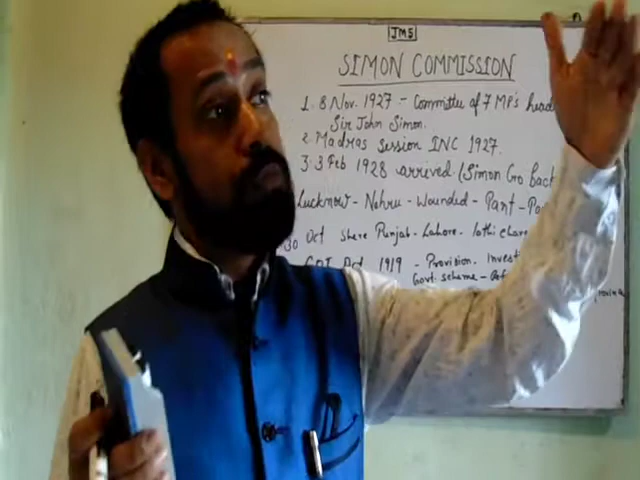 JMS
SIMON COMMISSION
1. 8 Nov. 1927 - Committee of 7 MP's head
Sir John Simon.
2. Madras session INC 1927.
3. 3 Feb 1928 arrived. (Simon Go Back
Lucknow - Nehru - Wounded - Pant -
30 Oct Shere Punjab - Lahore - lathi char
GOI Act 1919 - Provision. Invest
Govt. scheme -